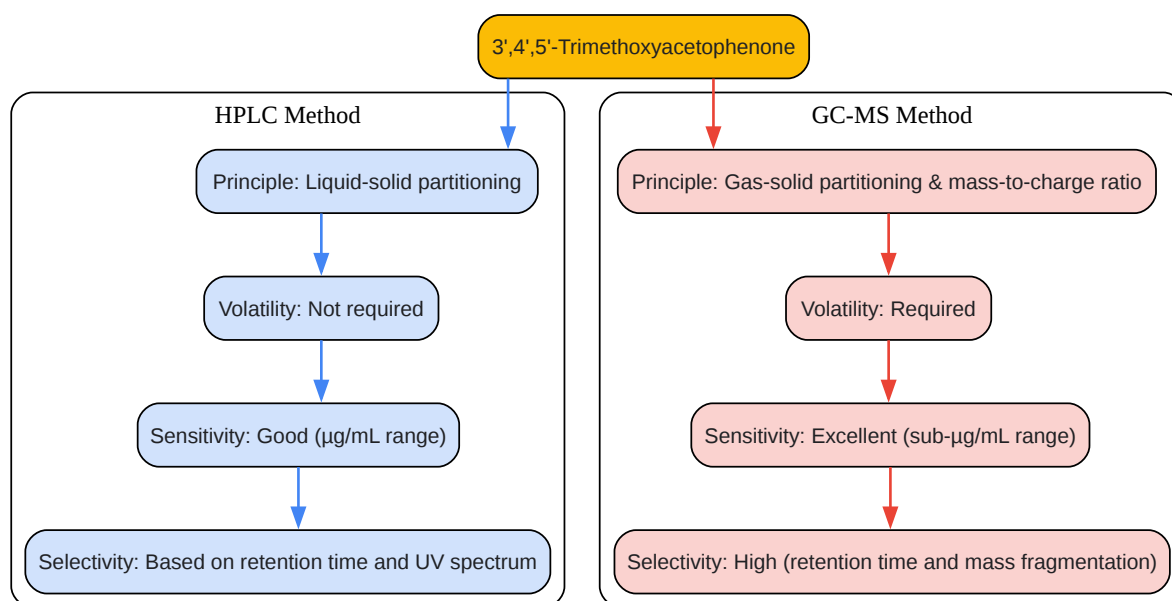 3',4',5'-Trimethoxyacetophenone
HPLC Method
Principle: Liquid-solid partitioning
Volatility: Not required
Sensitivity: Good (µg/mL range)
Selectivity: Based on retention time and UV spectrum
GC-MS Method
Principle: Gas-solid partitioning & mass-to-charge ratio
Volatility: Required
Sensitivity: Excellent (sub-µg/mL range)
Selectivity: High (retention time and mass fragmentation)